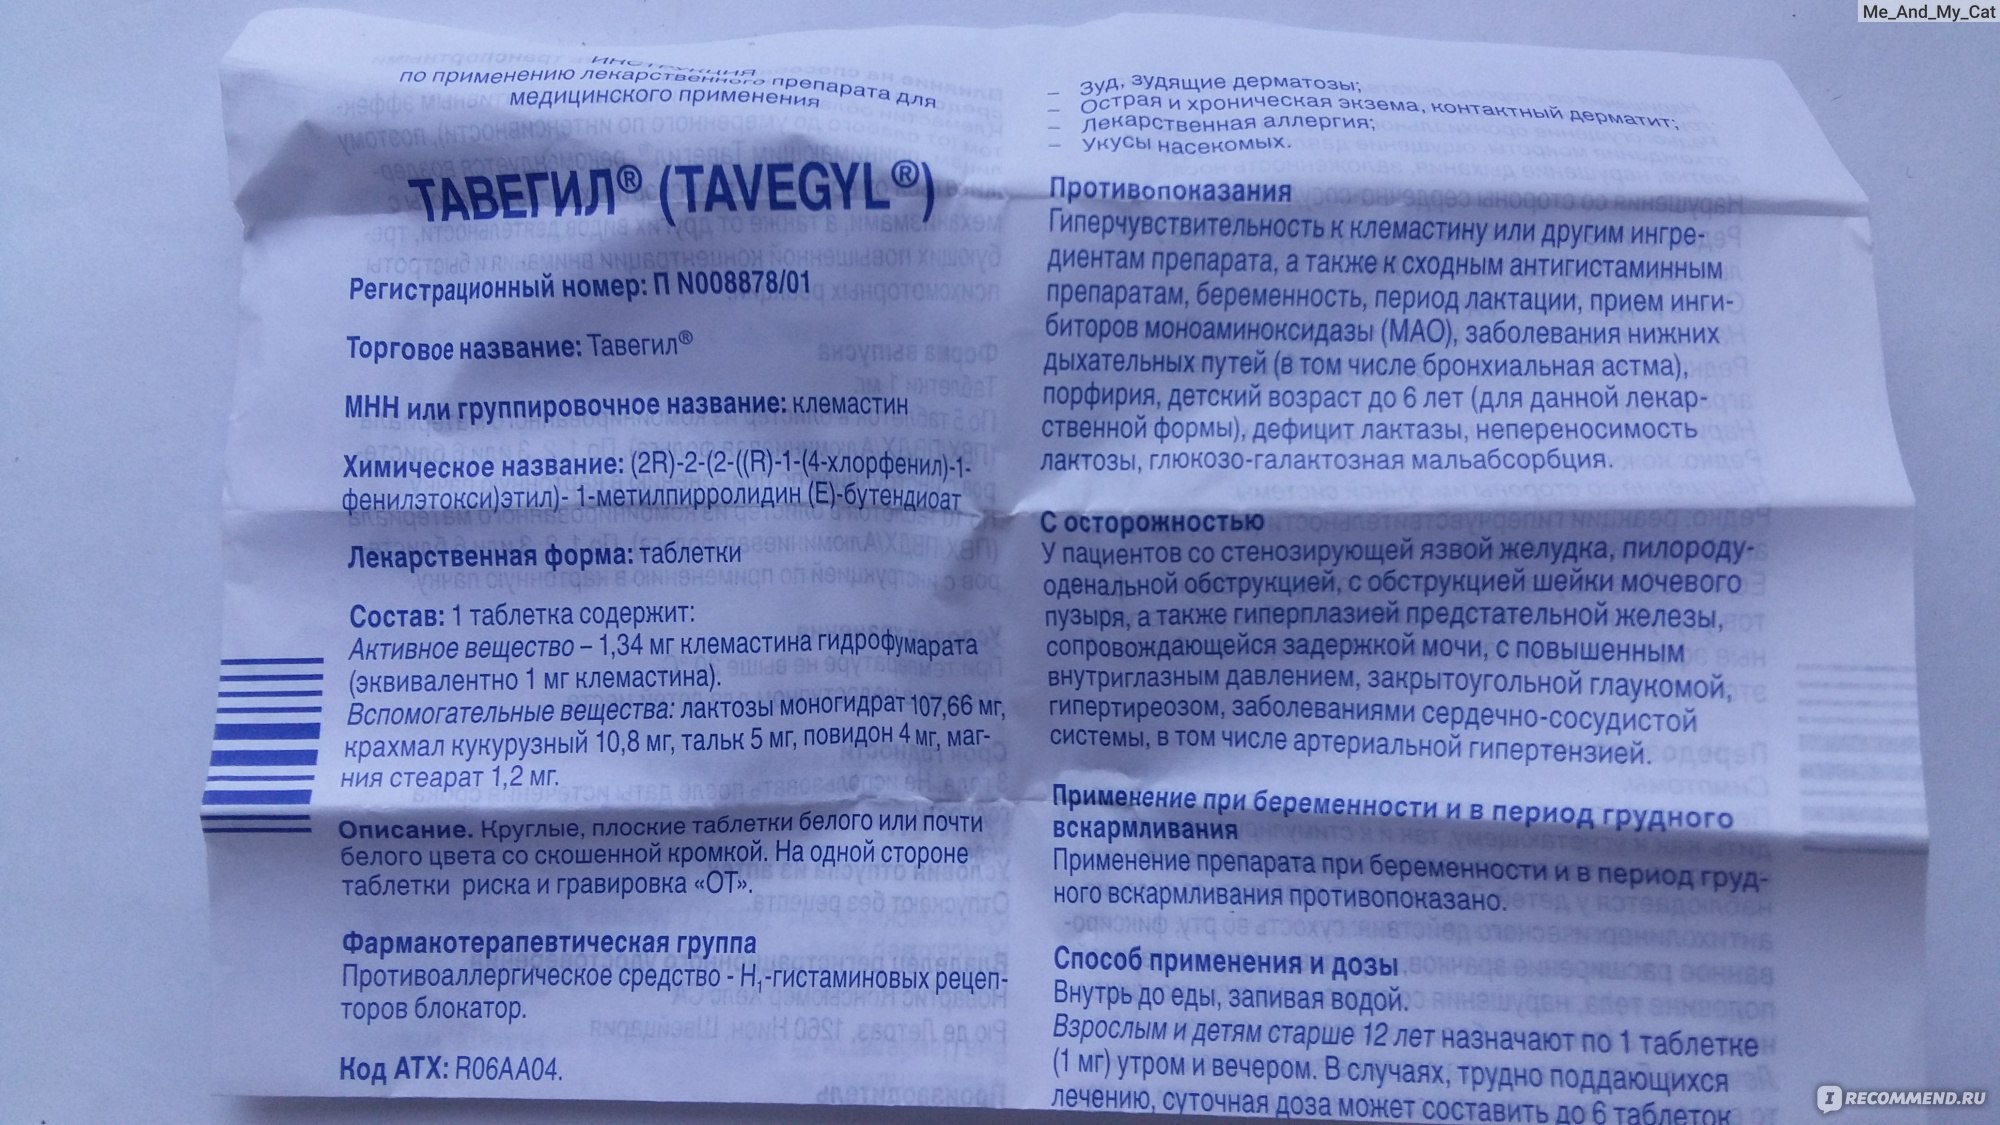 Me_And_My_Cat
ИНСТРУКЦИЯ
по применению лекарственного препарата для
медицинского применения
ТАВЕГИЛ® (TAVEGYL®)
Регистрационный номер: П N008878/01
Торговое название: Тавегил®
МНН или группировочное название: клемастин
Химическое название: (2R)-2-(2-((R)-1-(4-хлорфенил)-1-
фенилэтокси)этил)- 1-метилпирролидин (Е)-бутендиоат
Лекарственная форма: таблетки
Состав: 1 таблетка содержит:
Активное вещество – 1,34 мг клемастина гидрофумарата
(эквивалентно 1 мг клемастина).
Вспомогательные вещества: лактозы моногидрат 107,66 мг,
крахмал кукурузный 10,8 мг, тальк 5 мг, повидон 4 мг, маг-
ния стеарат 1,2 мг.
Описание. Круглые, плоские таблетки белого или почти
белого цвета со скошенной кромкой. На одной стороне
таблетки риска и гравировка «ОТ».
Фармакотерапевтическая группа
Противоаллергическое средство - H₁-гистаминовых рецеп-
торов блокатор.
Код АТХ: R06AA04.
– Зуд, зудящие дерматозы;
– Острая и хроническая экзема, контактный дерматит;
– Лекарственная аллергия;
– Укусы насекомых.
Противопоказания
Гиперчувствительность к клемастину или другим ингре-
диентам препарата, а также к сходным антигистаминным
препаратам, беременность, период лактации, прием инги-
биторов моноаминоксидазы (МАО), заболевания нижних
дыхательных путей (в том числе бронхиальная астма),
порфирия, детский возраст до 6 лет (для данной лекар-
ственной формы), дефицит лактазы, непереносимость
лактозы, глюкозо-галактозная мальабсорбция.
С осторожностью
У пациентов со стенозирующей язвой желудка, пилороду-
оденальной обструкцией, с обструкцией шейки мочевого
пузыря, а также гиперплазией предстательной железы,
сопровождающейся задержкой мочи, с повышенным
внутриглазным давлением, закрытоугольной глаукомой,
гипертиреозом, заболеваниями сердечно-сосудистой
системы, в том числе артериальной гипертензией.
Применение при беременности и в период грудного
вскармливания
Применение препарата при беременности и в период груд-
ного вскармливания противопоказано.
Способ применения и дозы
Внутрь до еды, запивая водой.
Взрослым и детям старше 12 лет назначают по 1 таблетке
(1 мг) утром и вечером. В случаях, трудно поддающихся
лечению, суточная доза может составить до 6 таблеток
IRECOMMEND.RU